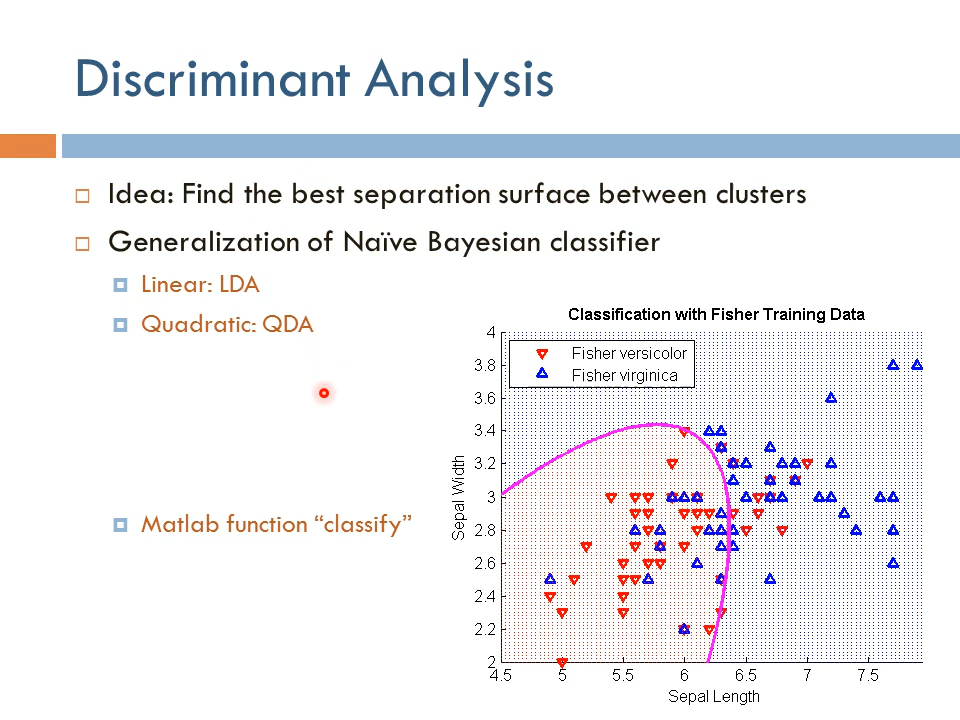 Discriminant Analysis
Idea: Find the best separation surface between clusters
Generalization of Naïve Bayesian classifier
Linear: LDA
Quadratic: QDA
Matlab function “classify”
Classification with Fisher Training Data
Fisher versicolor
Fisher virginica
Sepal Width
4
3.8
3.6
3.4
3.2
3
2.8
2.6
2.4
2.2
2
4.5 5 5.5 6 6.5 7 7.5
Sepal Length